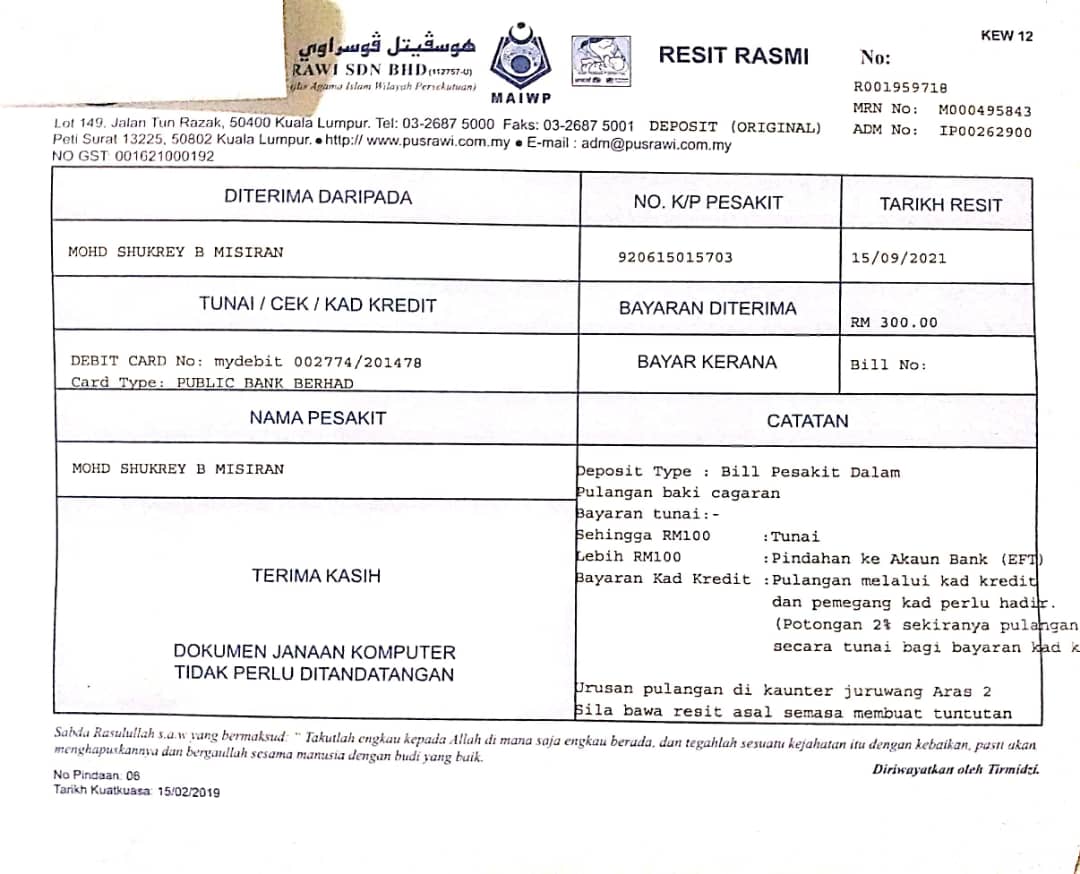 هوسڤيتل ڤوسراوي
RAWI SDN BHD (112757-U)
Agama Islam Wilayah Persekutuan)
MAIWP
RESIT RASMI
KEW 12
No:
R001959718
MRN No: M000495843
ADM No: IP00262900
Lot 149, Jalan Tun Razak, 50400 Kuala Lumpur. Tel: 03-2687 5000 Faks: 03-2687 5001 DEPOSIT (ORIGINAL)
Peti Surat 13225, 50802 Kuala Lumpur. ● http:// www.pusrawi.com.my ● E-mail : adm@pusrawi.com.my
NO GST: 001621000192
DITERIMA DARIPADA
NO. K/P PESAKIT
TARIKH RESIT
MOHD SHUKREY B MISIRAN
920615015703
15/09/2021
TUNAI / CEK / KAD KREDIT
BAYARAN DITERIMA
RM 300.00
DEBIT CARD No: mydebit 002774/201478
Card Type: PUBLIC BANK BERHAD
BAYAR KERANA
Bill No:
NAMA PESAKIT
CATATAN
MOHD SHUKREY B MISIRAN
Deposit Type : Bill Pesakit Dalam
Pulangan baki cagaran
Bayaran tunai:-
Sehingga RM100 :Tunai
Lebih RM100 :Pindahan ke Akaun Bank (EFT)
Bayaran Kad Kredit :Pulangan melalui kad kredit
dan pemegang kad perlu hadir.
(Potongan 2% sekiranya pulangan
secara tunai bagi bayaran kad k
Urusan pulangan di kaunter juruwang Aras 2
Sila bawa resit asal semasa membuat tuntutan
TERIMA KASIH
DOKUMEN JANAAN KOMPUTER
TIDAK PERLU DITANDATANGAN
Sabda Rasulullah s.a.w yang bermaksud: " Takutlah engkau kepada Allah di mana saja engkau berada, dan tegahlah sesuatu kejahatan itu dengan kebaikan, pasti akan
menghapuskannya dan bergaullah sesama manusia dengan budi yang baik.
Diriwayatkan oleh Tirmidzi.
No Pindaan: 06
Tarikh Kuatkuasa: 15/02/2019